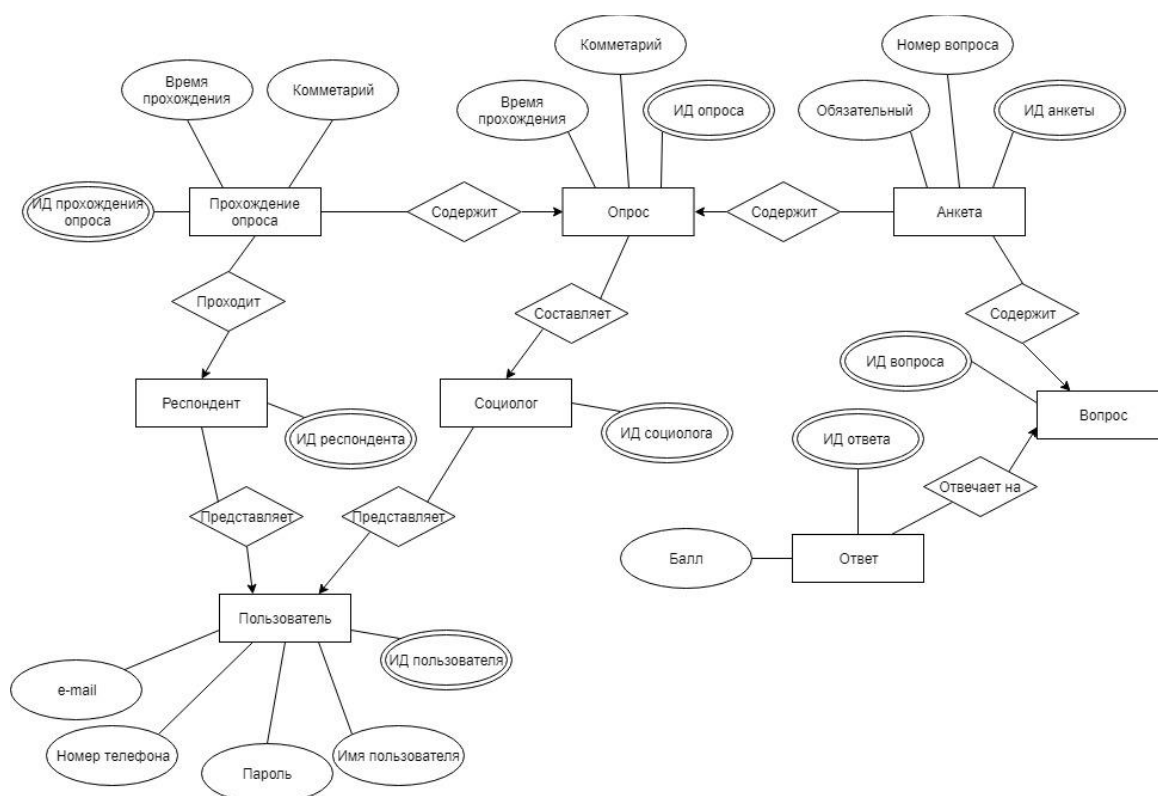 Комметарий
Номер вопроса
Время
прохождения
Комметарий
Время
прохождения
ИД опроса
Обязательный
ИД анкеты
ИД прохождения
опроса
Прохождение
опроса
Содержит
Опрос
Содержит
Анкета
Проходит
Составляет
Содержит
ИД вопроса
Респондент
Социолог
Вопрос
ИД респондента
ИД социолога
ИД ответа
Отвечает на
Представляет
Представляет
Балл
Ответ
Пользователь
ИД пользователя
e-mail
Номер телефона
Пароль
Имя пользователя